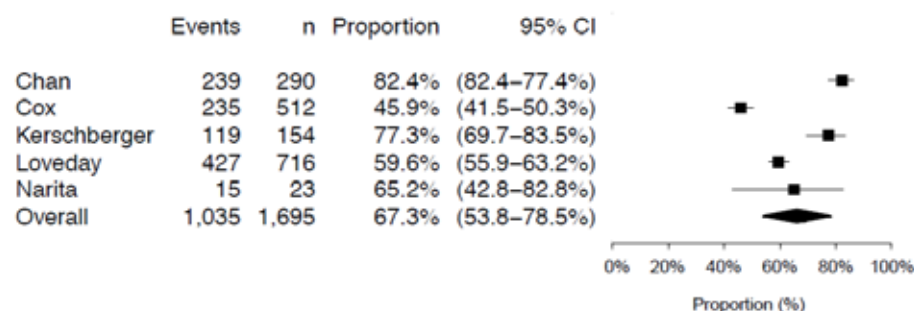 Events n Proportion 95% CI
Chan 239 290 82.4% (82.4–77.4%)
Cox 235 512 45.9% (41.5–50.3%)
Kerschberger 119 154 77.3% (69.7–83.5%)
Loveday 427 716 59.6% (55.9–63.2%)
Narita 15 23 65.2% (42.8–82.8%)
Overall 1,035 1,695 67.3% (53.8–78.5%)
0% 20% 40% 60% 80% 100%
Proportion (%)